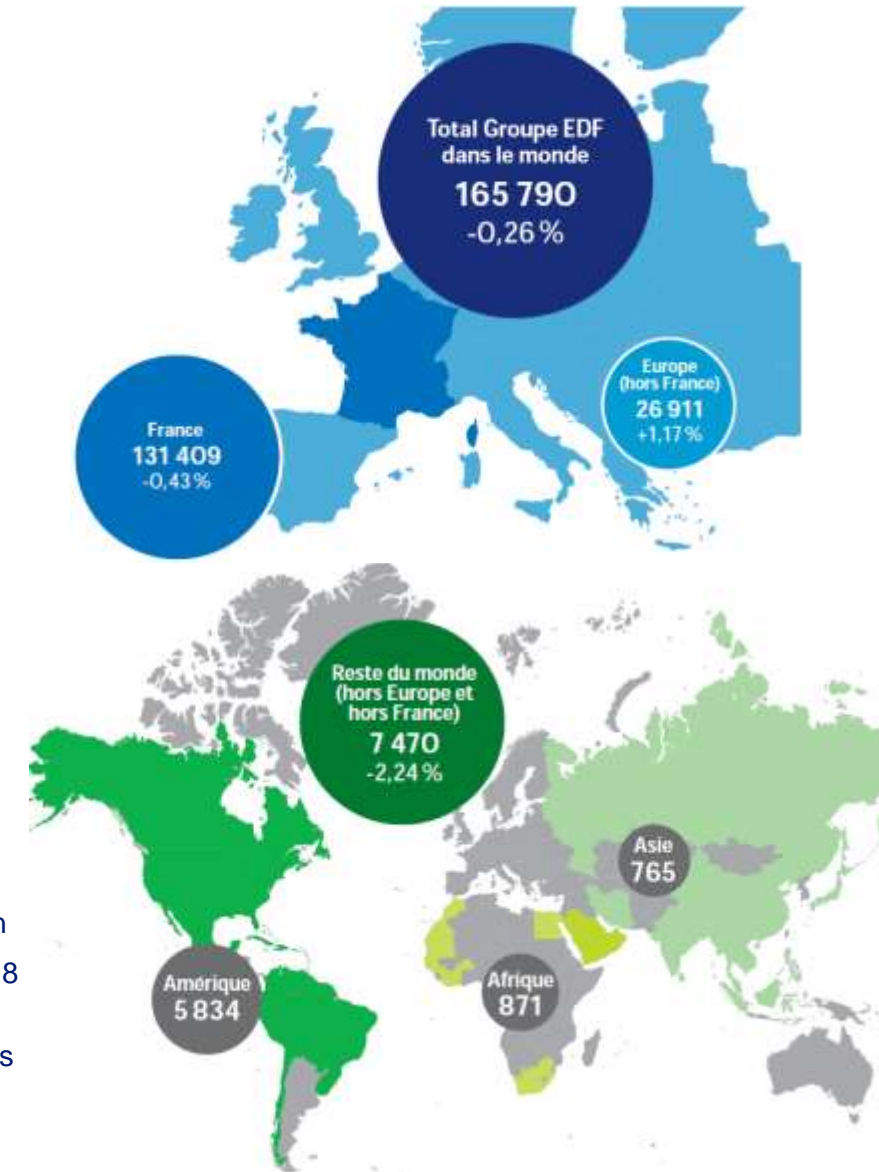 Total Groupe EDF
dans le monde
165 790
-0,26 %
Europe
(hors France)
26 911
+1,17 %
France
131 409
-0,43 %
Reste du monde
(hors Europe et
hors France)
7 470
-2,24 %
Asie
765
n
8
Amérique
5 834
Afrique
871
s